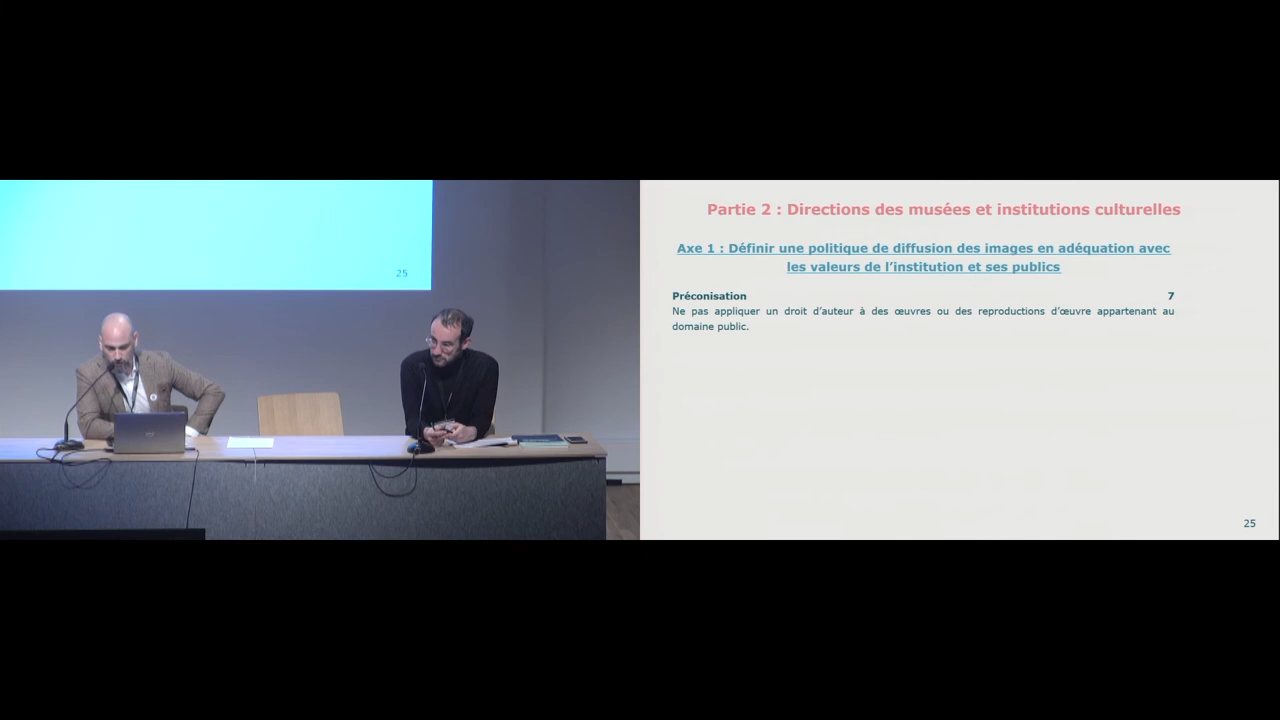 25
Partie 2 : Directions des musées et institutions culturelles
Axe 1 : Définir une politique de diffusion des images en adéquation avec
les valeurs de l’institution et ses publics
Préconisation 7
Ne pas appliquer un droit d’auteur à des œuvres ou des reproductions d’œuvre appartenant au
domaine public.
25